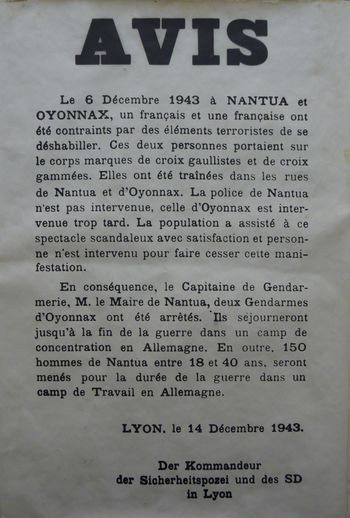 AVIS
Le 6 Décembre 1943 à NANTUA et
OYONNAX, un français et une française ont
été contraints par des éléments terroristes de se
déshabiller. Ces deux personnes portaient sur
le corps marques de croix gaullistes et de croix
gammées. Elles ont été traînées dans les rues
de Nantua et d'Oyonnax. La police de Nantua
n'est pas intervenue, celle d'Oyonnax est inter-
venue trop tard. La population a assisté à ce
spectacle scandaleux avec satisfaction et person-
ne n'est intervenu pour faire cesser cette mani-
festation.
En conséquence, le Capitaine de Gendar-
merie, M. le Maire de Nantua, deux Gendarmes
d'Oyonnax ont été arrêtés. Ils séjourneront
jusqu'à la fin de la guerre dans un camp de
concentration en Allemagne. En outre, 150
hommes de Nantua entre 18 et 40 ans, seront
menés pour la durée de la guerre dans un
camp de Travail en Allemagne.
LYON, le 14 Décembre 1943.
Der Kommandeur
der Sicherheitspozei und des SD
in Lyon